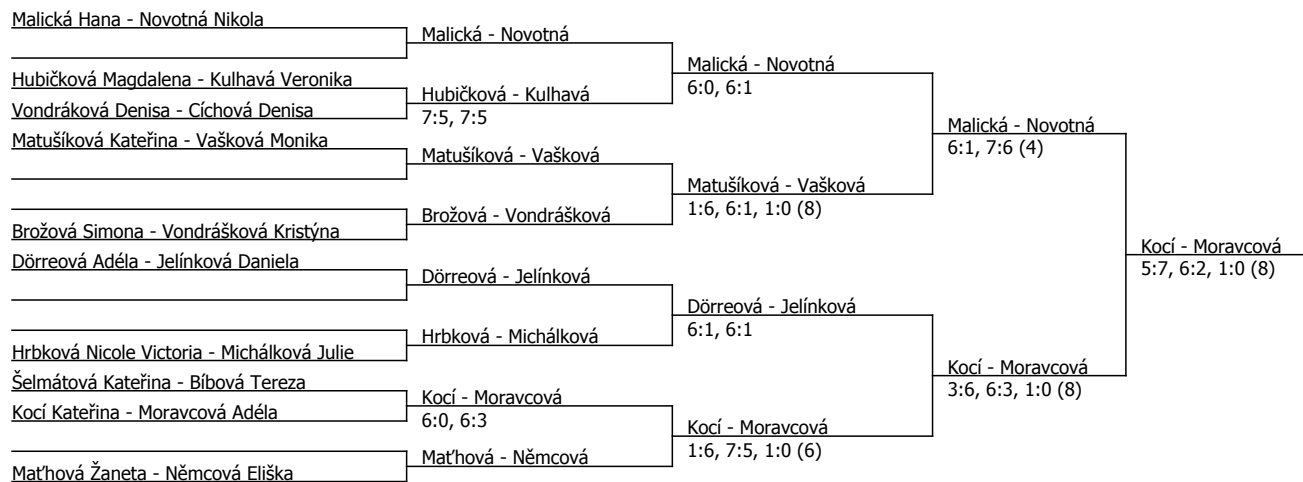 Malická Hana - Novotná Nikola
Hubičková Magdalena - Kulhavá Veronika
Vondráková Denisa - Cíchová Denisa
Matušíková Kateřina - Vašková Monika
Brožová Simona - Vondrášková Kristýna
Dörreová Adéla - Jelínková Daniela
Hrbková Nicole Victoria - Michálková Julie
Šelmátová Kateřina - Bíbová Tereza
Kocí Kateřina - Moravcová Adéla
Maťhová Žaneta - Němcová Eliška
Malická - Novotná
Hubičková - Kulhavá
7:5, 7:5
Matušíková - Vašková
Brožová - Vondrášková
Dörreová - Jelínková
Hrbková - Michálková
Kocí - Moravcová
6:0, 6:3
Maťhová - Němcová
Malická - Novotná
6:0, 6:1
Matušíková - Vašková
1:6, 6:1, 1:0 (8)
Dörreová - Jelínková
6:1, 6:1
Kocí - Moravcová
1:6, 7:5, 1:0 (6)
Malická - Novotná
6:1, 7:6 (4)
Kocí - Moravcová
3:6, 6:3, 1:0 (8)
Kocí - Moravcová
5:7, 6:2, 1:0 (8)